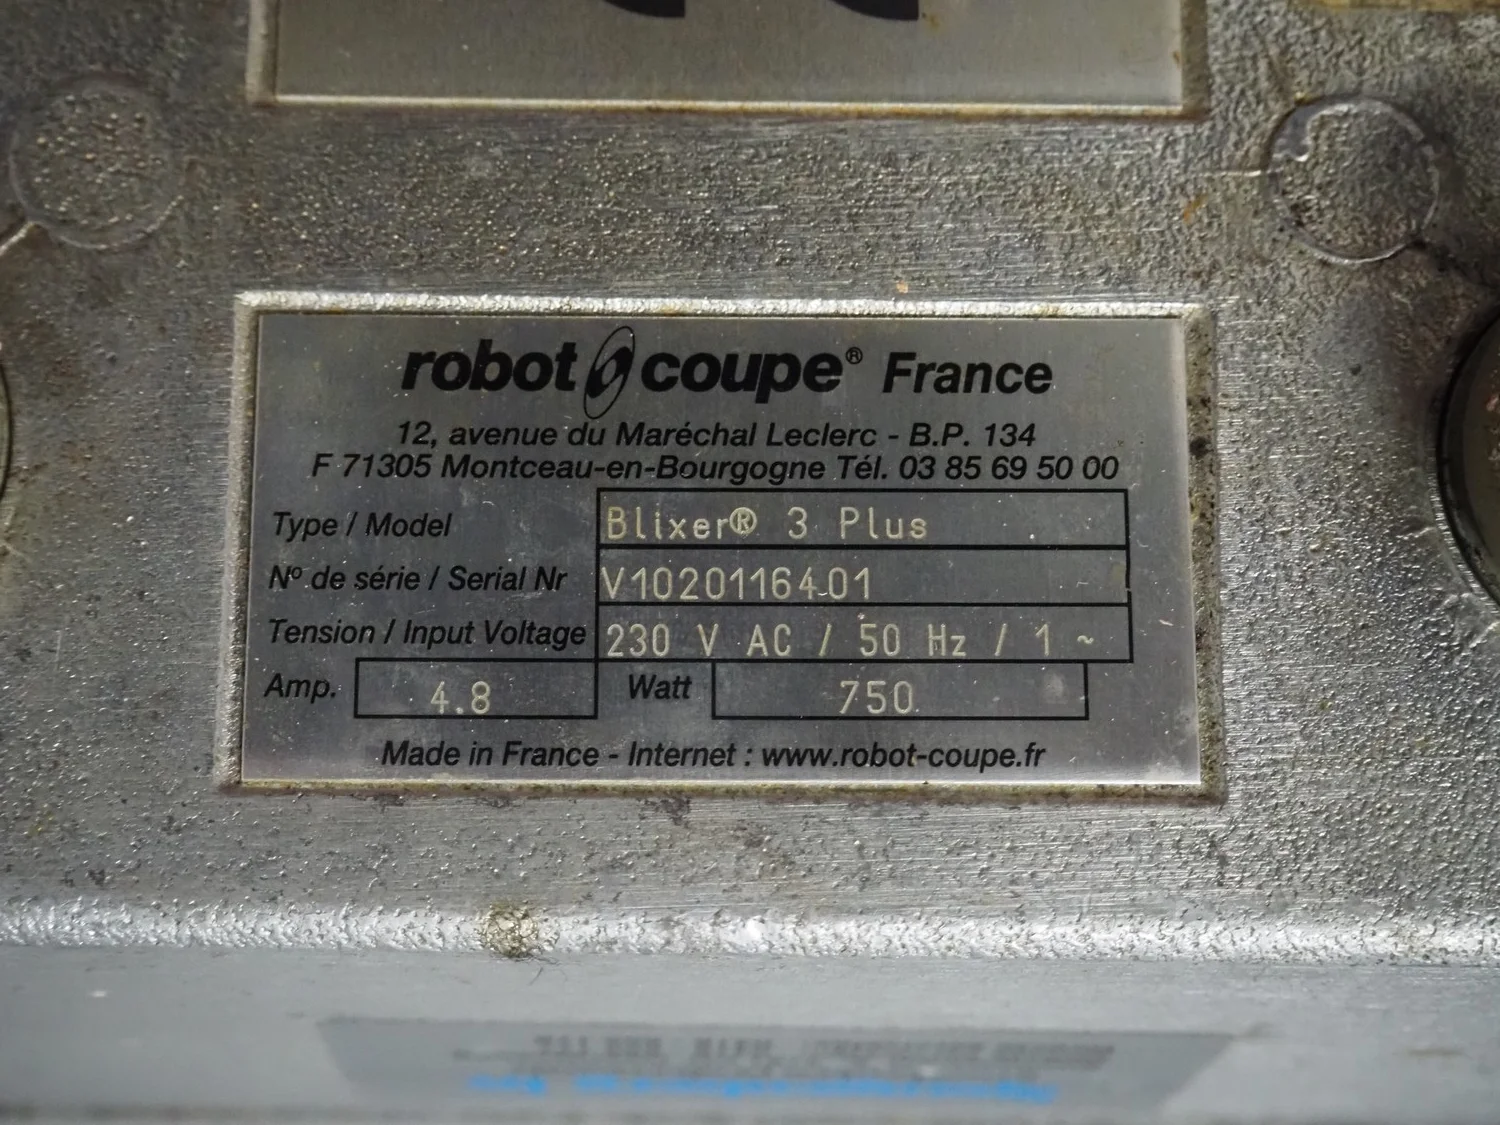 robot coupe® France
12, avenue du Maréchal Leclerc - B.P. 134
F 71305 Montceau-en-Bourgogne Tél. 03 85 69 50 00
Type / Model Blixer® 3 Plus
Nº de série / Serial Nr V1020116401
Tension / Input Voltage 230 V AC / 50 Hz / 1 ~
Amp. 4.8 Watt 750
Made in France - Internet : www.robot-coupe.fr